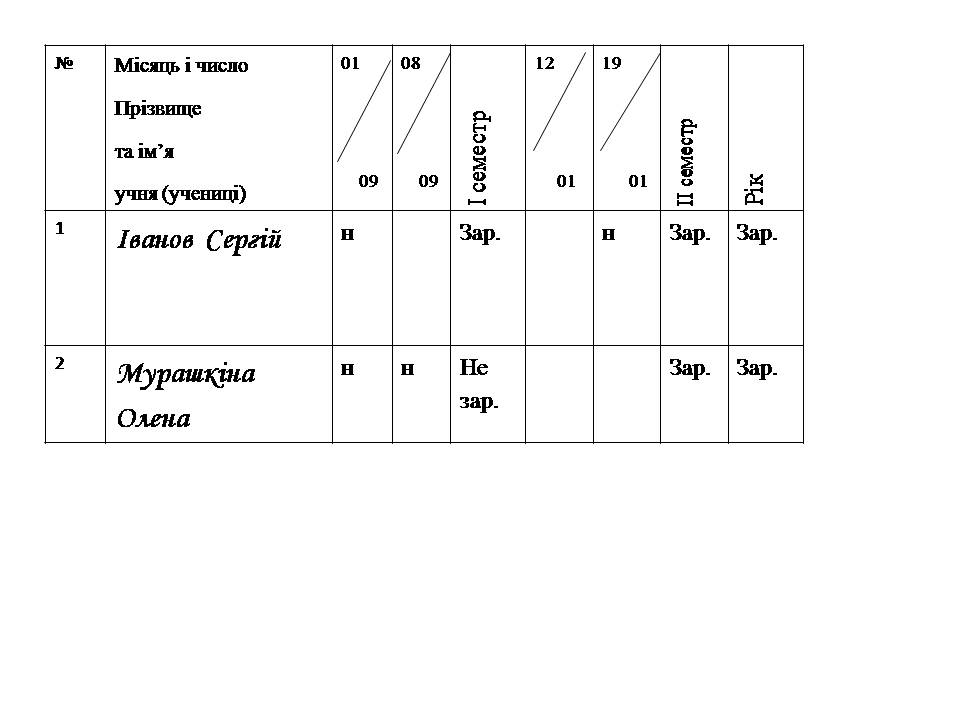 № Місяць і число 01 08 І семестр 12 19 ІІ семестр Рік
Прізвище
та ім’я
учня (учениці) 09 09 01 01
1 Іванов Сергій н Зар. н Зар. Зар.
2 Мурашкіна н н Не Зар. Зар.
Олена зар.